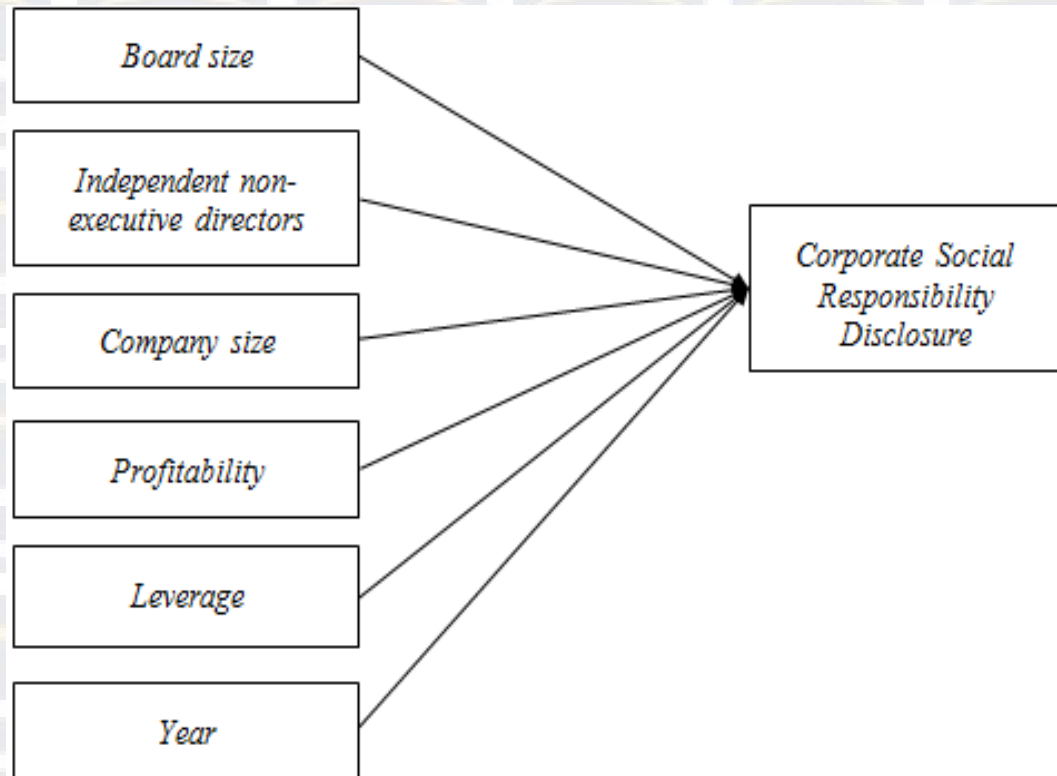 Board size
Independent non-
executive directors
Company size
Profitability
Leverage
Year
Corporate Social
Responsibility
Disclosure